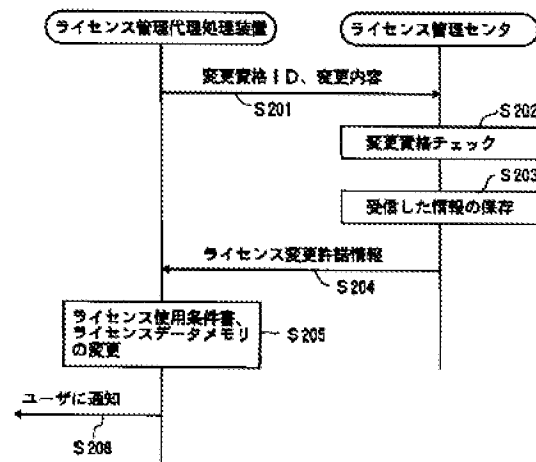 ライセンス管理代理処理装置
ライセンス管理センタ
変更資格ID、変更内容
S201
S202
変更資格チェック
S203
受信した情報の保存
ライセンス変更許諾情報
S204
ライセンス使用条件書、
ライセンスデータメモリ
の変更
S205
ユーザに通知
S206